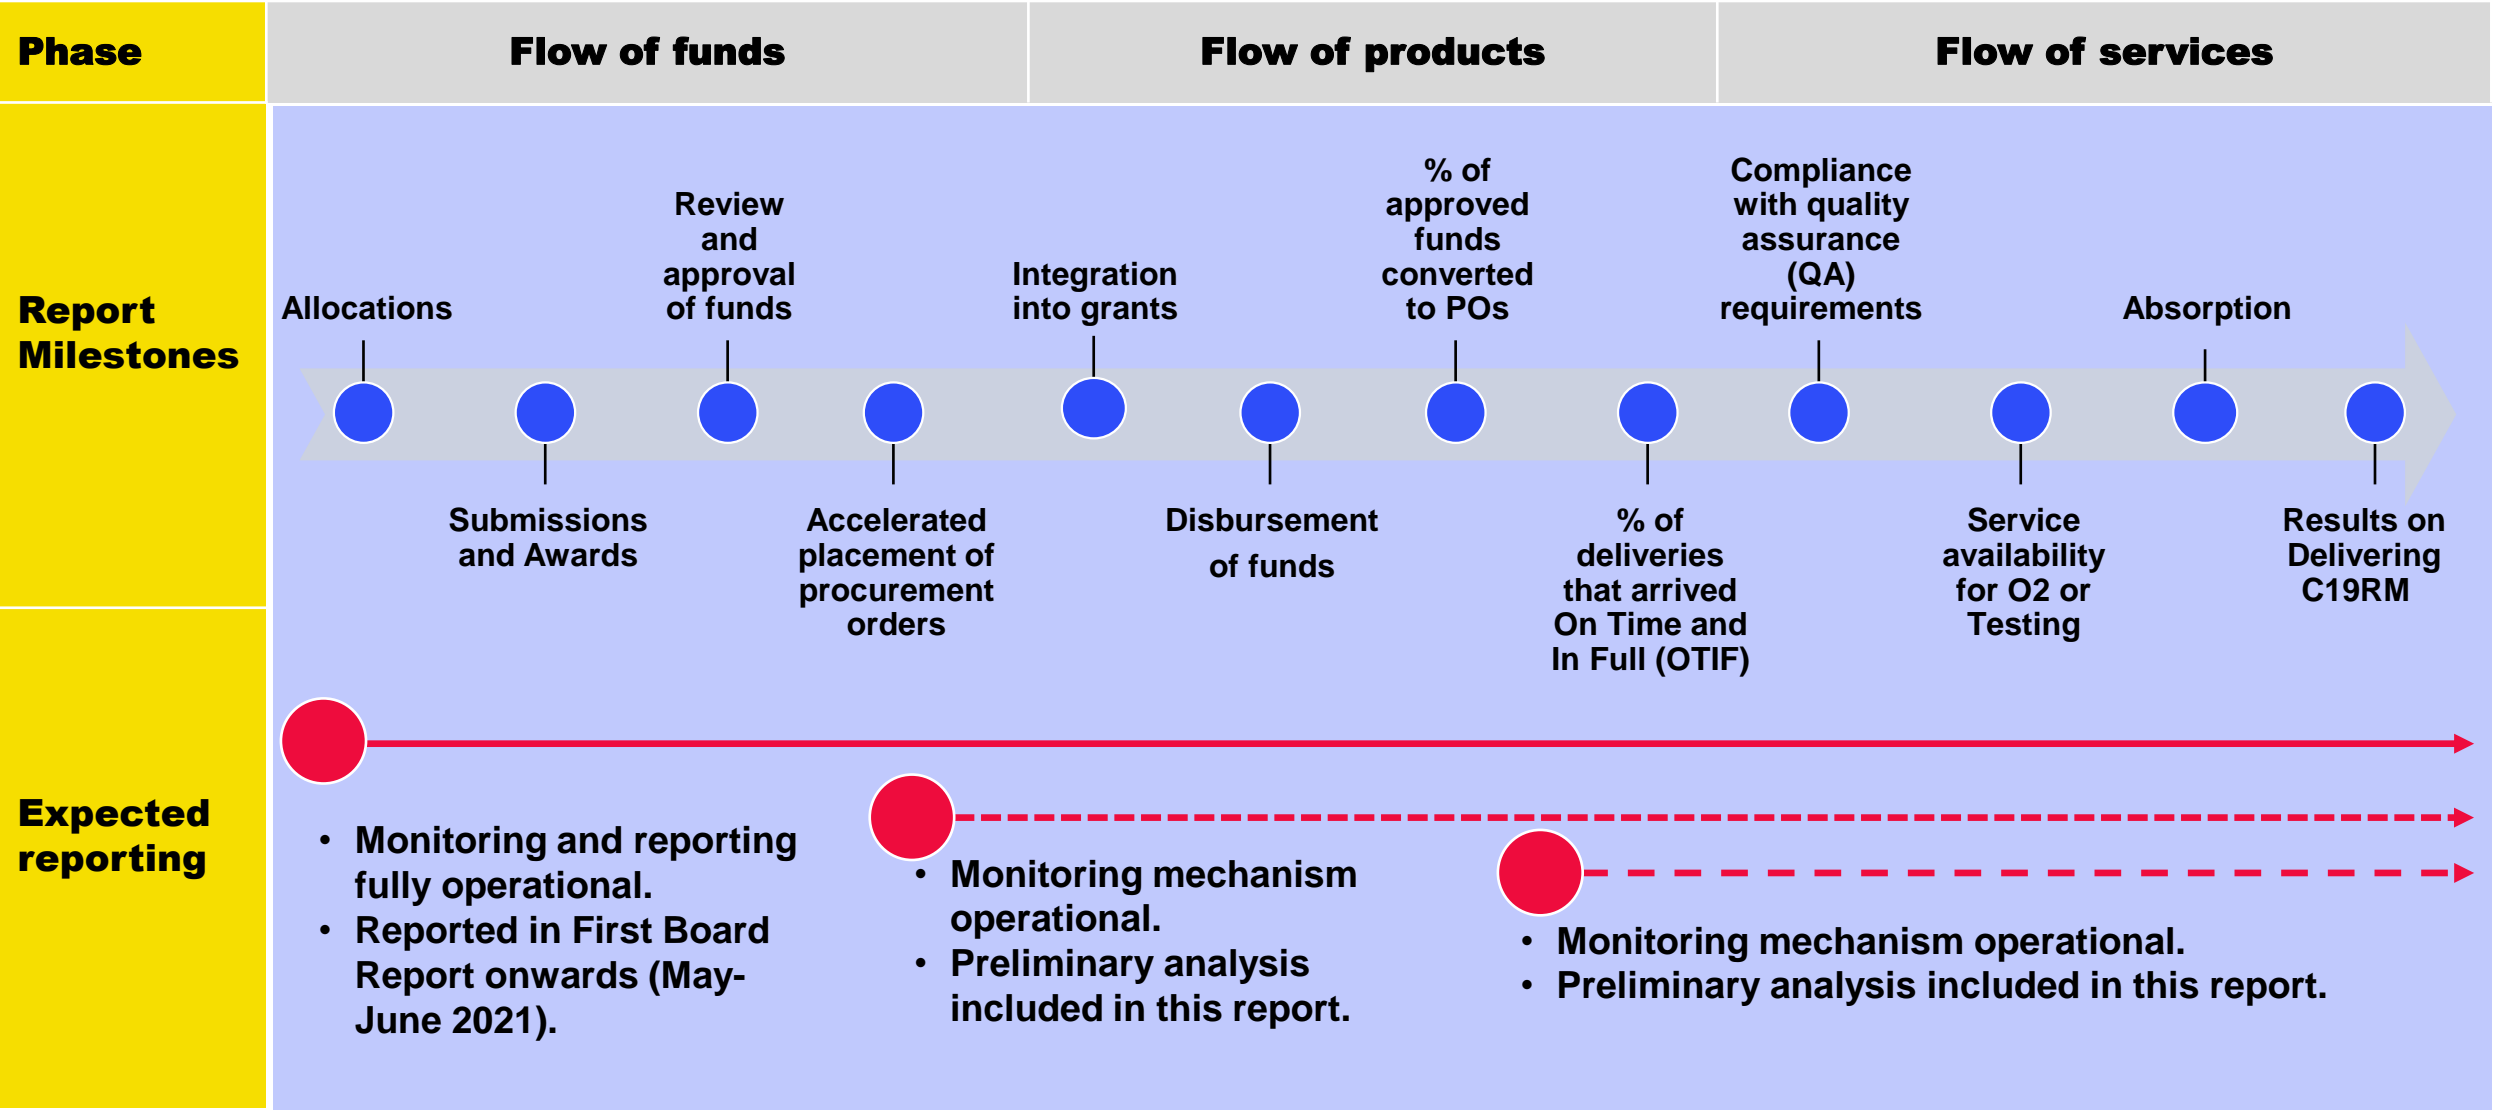 Phase
Flow of funds
Flow of products
Flow of services
Report
Milestones
Allocations
Submissions
and Awards
Review
and
approval
of funds
Accelerated
placement of
procurement
orders
Integration
into grants
Disbursement
of funds
% of
approved
funds
converted
to POs
% of
deliveries
that arrived
On Time and
In Full (OTIF)
Compliance
with quality
assurance
(QA)
requirements
Service
availability
for O2 or
Testing
Absorption
Results on
Delivering
C19RM
Expected
reporting
• Monitoring and reporting
fully operational.
• Reported in First Board
Report onwards (May-
June 2021).
• Monitoring mechanism
operational.
• Preliminary analysis
included in this report.
• Monitoring mechanism operational.
• Preliminary analysis included in this report.